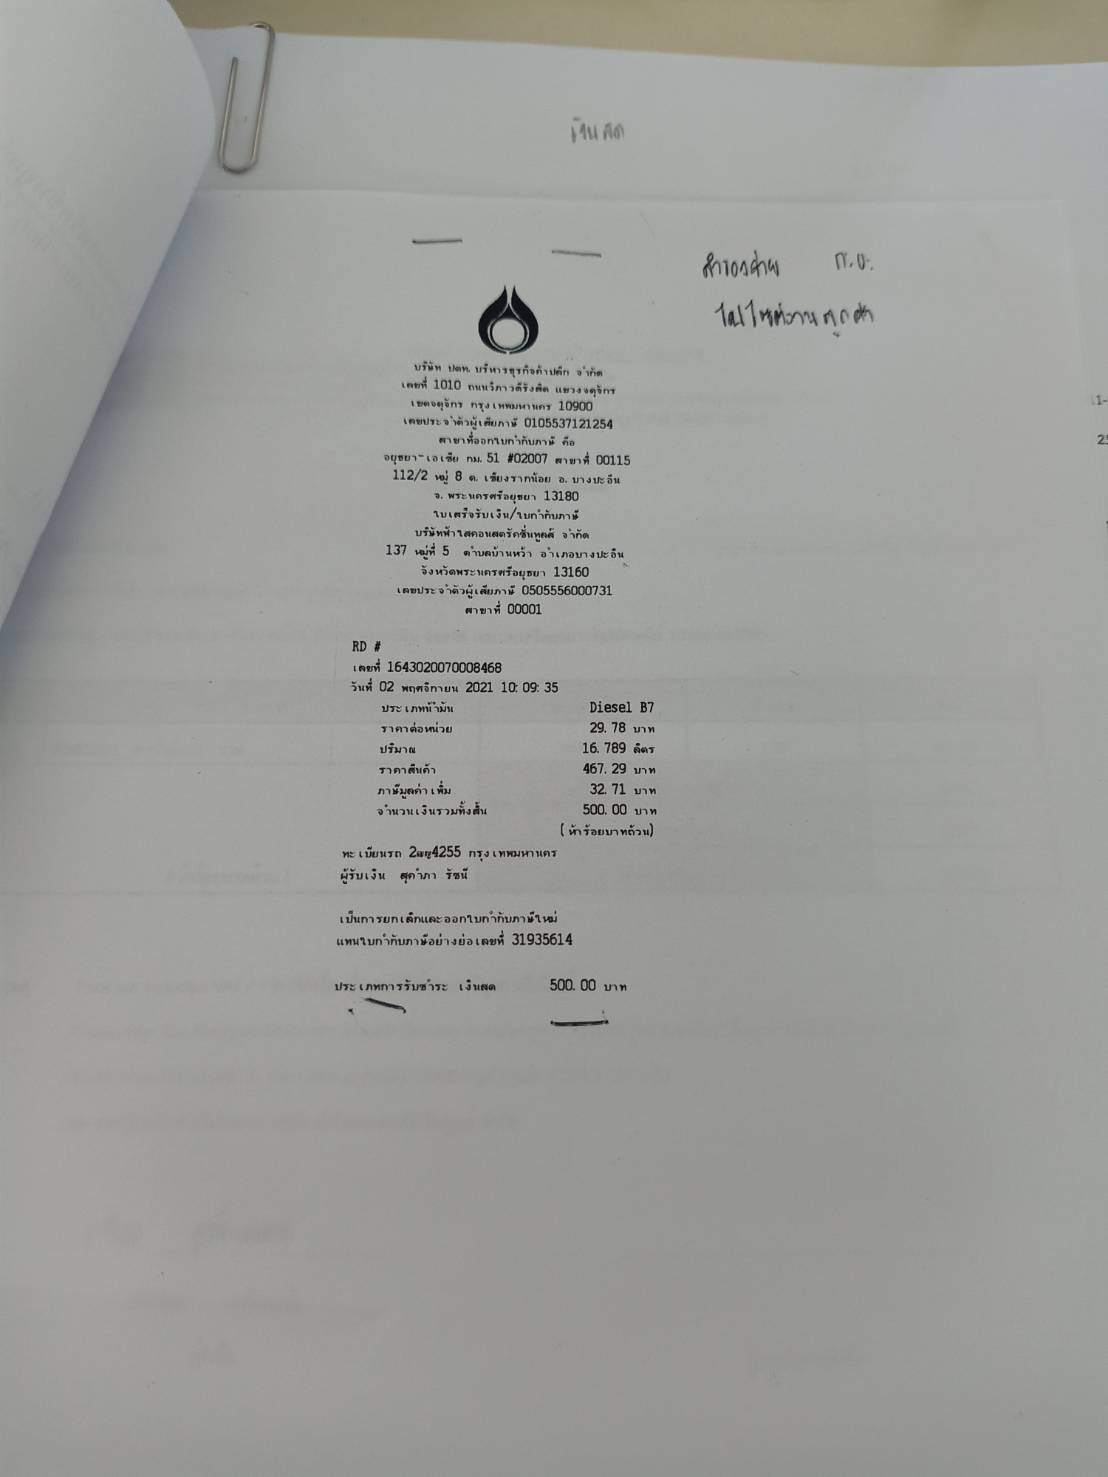 เงินสด
สำรองจ่าย
ไปไซต์งานลูกค้า
บริษัท ปตท. บริหารธุรกิจค้าปลีก จำกัด
เลขที่ 1010 ถนนวิภาวดีรังสิต แขวงจตุจักร
เขตจตุจักร กรุงเทพมหานคร 10900
เลขประจำตัวผู้เสียภาษี 0105537121254
สาขาที่ออกใบกำกับภาษี คือ
อยุธยา-เอเซีย กม. 51 #02007 สาขาที่ 00115
112/2 หมู่ 8 ต. เชียงรากน้อย อ. บางปะอิน
จ. พระนครศรีอยุธยา 13180
ใบเสร็จรับเงิน/ใบกำกับภาษี
บริษัทฟ้าใสคอนสตรัคชั่นทูลส์ จำกัด
137 หมู่ที่ 5 ตำบลบ้านหว้า อำเภอบางปะอิน
จังหวัดพระนครศรีอยุธยา 13160
เลขประจำตัวผู้เสียภาษี 0505556000731
สาขาที่ 00001
RD #
เลขที่ 1643020070008468
วันที่ 02 พฤศจิกายน 2021 10:09:35
ประเภทน้ำมัน Diesel B7
ราคาต่อหน่วย 29.78 บาท
ปริมาณ 16.789 ลิตร
ราคาสินค้า 467.29 บาท
ภาษีมูลค่าเพิ่ม 32.71 บาท
จำนวนเงินรวมทั้งสิ้น 500.00 บาท
(ห้าร้อยบาทถ้วน)
ทะเบียนรถ 4255 กรุงเทพมหานคร
ผู้รับเงิน สุดำภา รัชนี
เป็นการยกเลิกและออกใบกำกับภาษีใหม่
แทนใบกำกับภาษีอย่างย่อเลขที่ 31935614
ประเภทการรับชำระ เงินสด 500.00 บาท